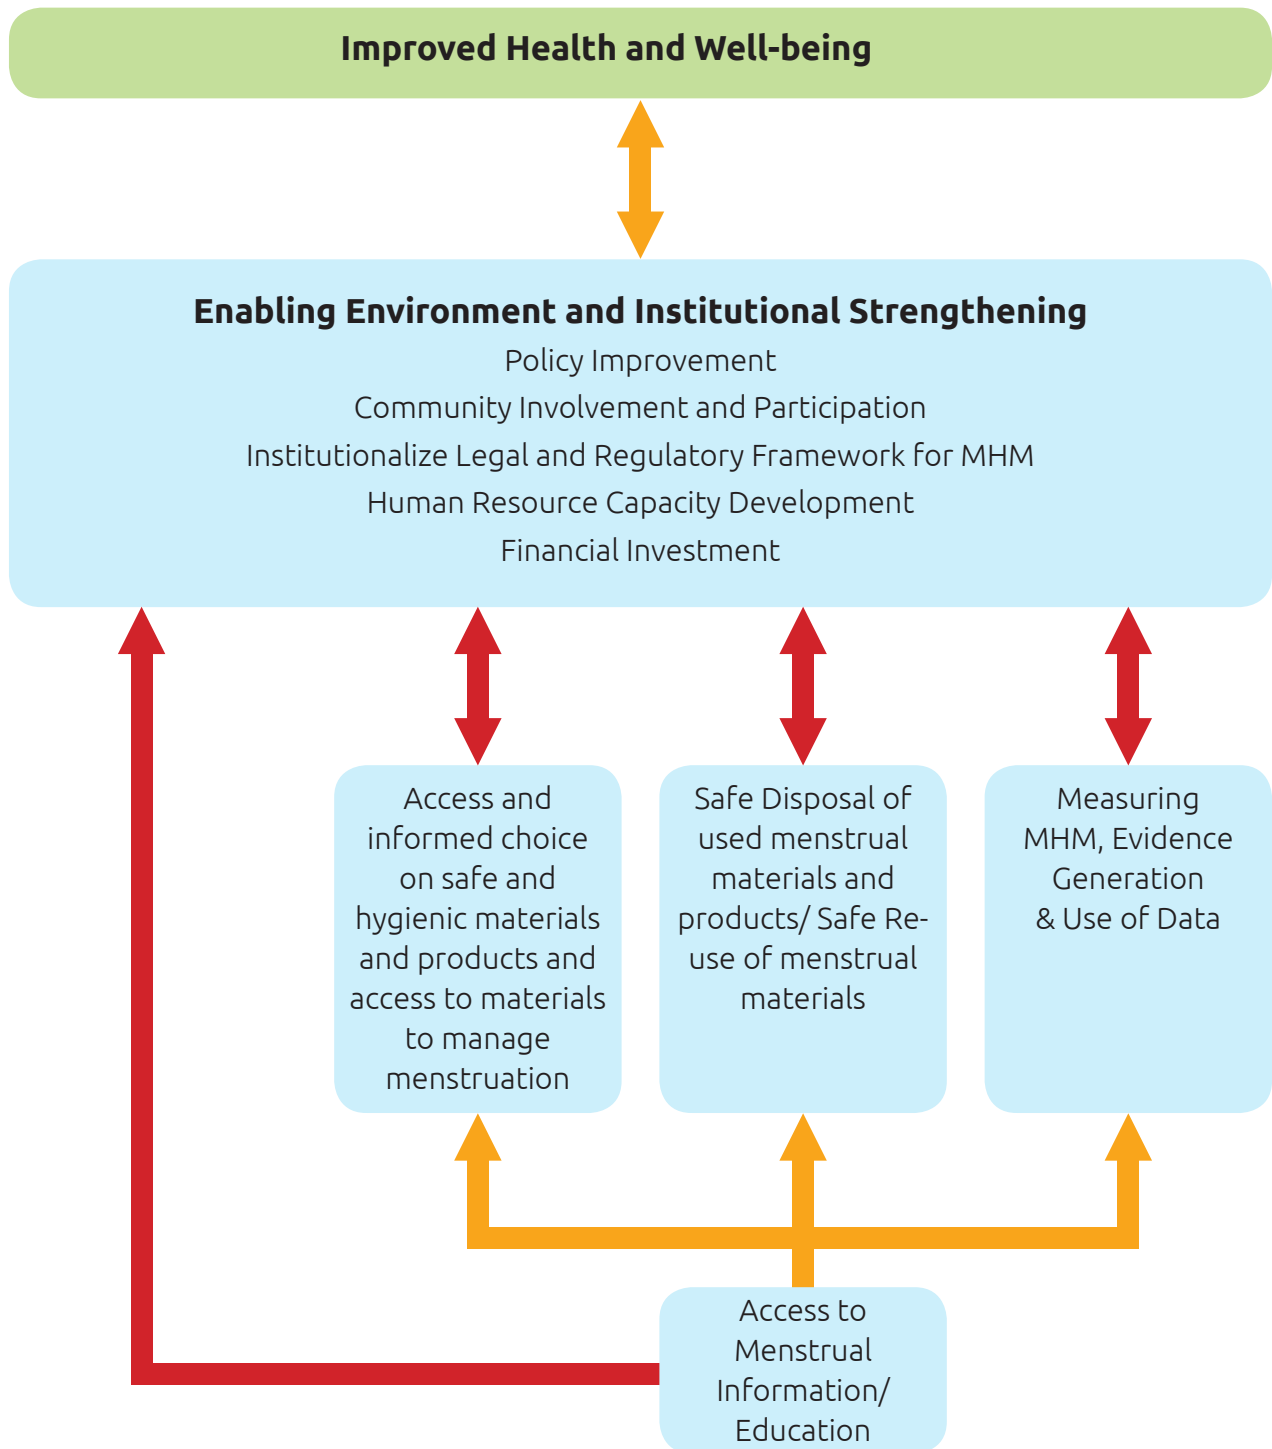 Improved Health and Well-being
Enabling Environment and Institutional Strengthening
Policy Improvement
Community Involvement and Participation
Institutionalize Legal and Regulatory Framework for MHM
Human Resource Capacity Development
Financial Investment
Access and
informed choice
on safe and
hygienic materials
and products and
access to materials
to manage
menstruation
Safe Disposal of
used menstrual
materials and
products/ Safe Re-
use of menstrual
materials
Measuring
MHM, Evidence
Generation
& Use of Data
Access to
Menstrual
Information/
Education